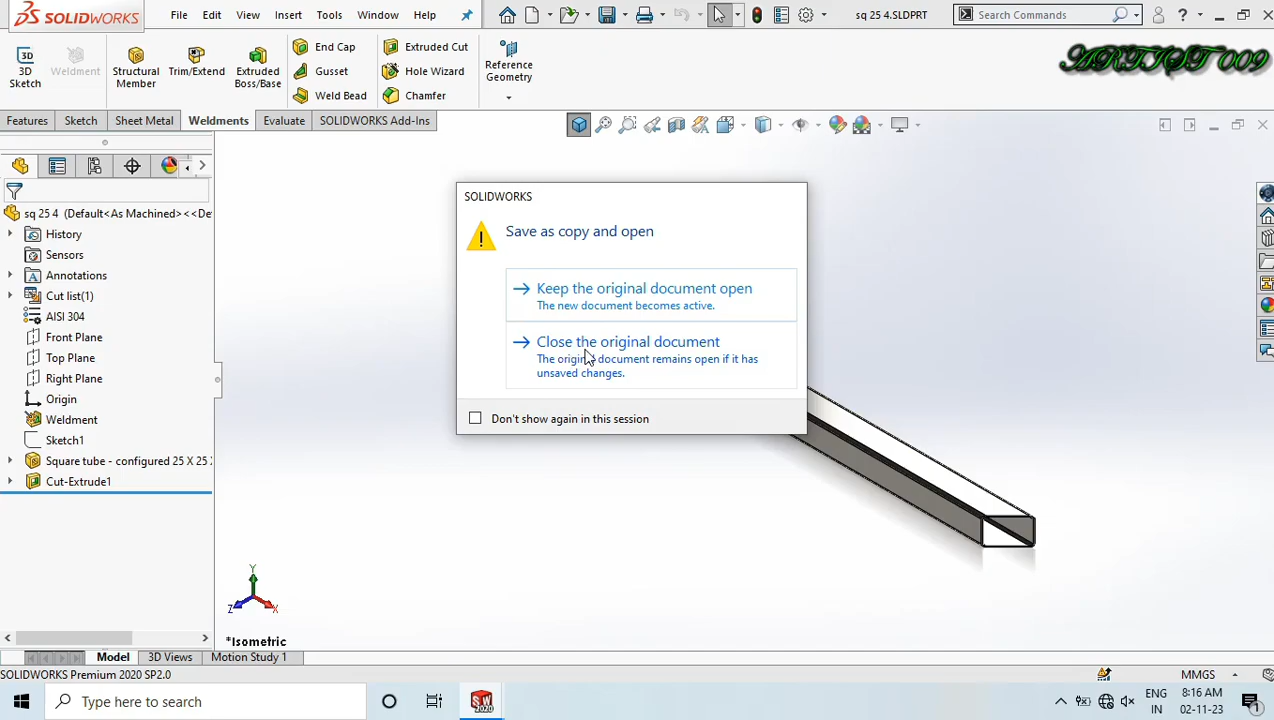 SOLIDWORKS
File Edit View Insert Tools Window Help
sq 25 4.SLDPRT
Search Commands
ARTIST 009
3D Sketch
Weldment
Structural Member
Trim/Extend
Extruded Boss/Base
End Cap
Gusset
Weld Bead
Extruded Cut
Hole Wizard
Chamfer
Reference Geometry
Features Sketch Sheet Metal Weldments Evaluate SOLIDWORKS Add-Ins
sq 25 4 (Default<As Machined><<De
History
Sensors
Annotations
Cut list(1)
AISI 304
Front Plane
Top Plane
Right Plane
Origin
Weldment
Sketch1
Square tube - configured 25 X 25
Cut-Extrude1
SOLIDWORKS
Save as copy and open
Keep the original document open
The new document becomes active.
Close the original document
The original document remains open if it has
unsaved changes.
Don't show again in this session
Y
Z
X
*Isometric
Model 3D Views Motion Study 1
SOLIDWORKS Premium 2020 SP2.0
MMGS
Type here to search
SW
2020
ENG
IN
8:16 AM
02-11-23
1